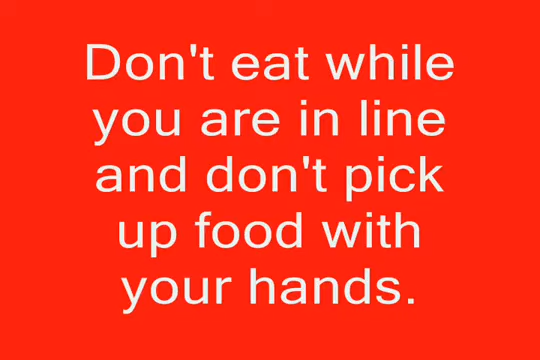 Don't eat while
you are in line
and don't pick
up food with
your hands.